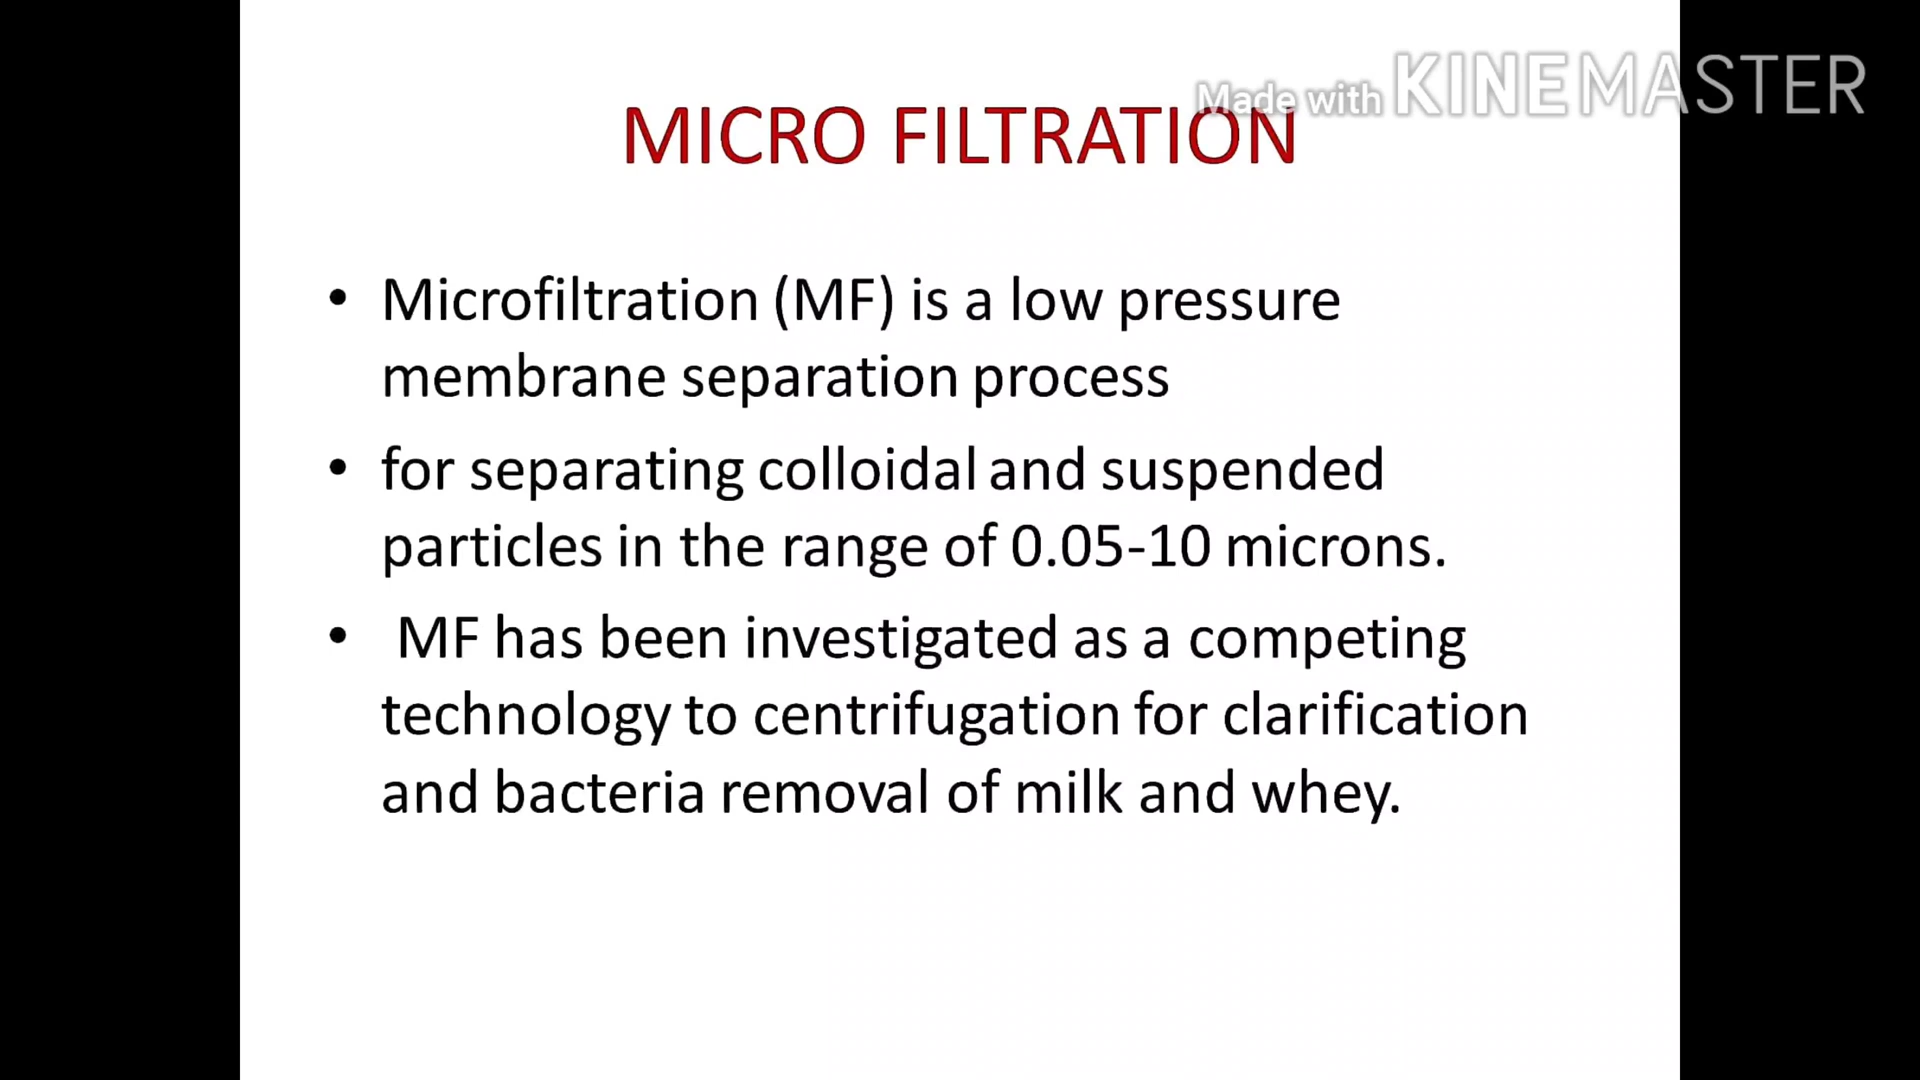 Made with KINEMASTER
MICRO FILTRATION
• Microfiltration (MF) is a low pressure
membrane separation process
• for separating colloidal and suspended
particles in the range of 0.05-10 microns.
• MF has been investigated as a competing
technology to centrifugation for clarification
and bacteria removal of milk and whey.